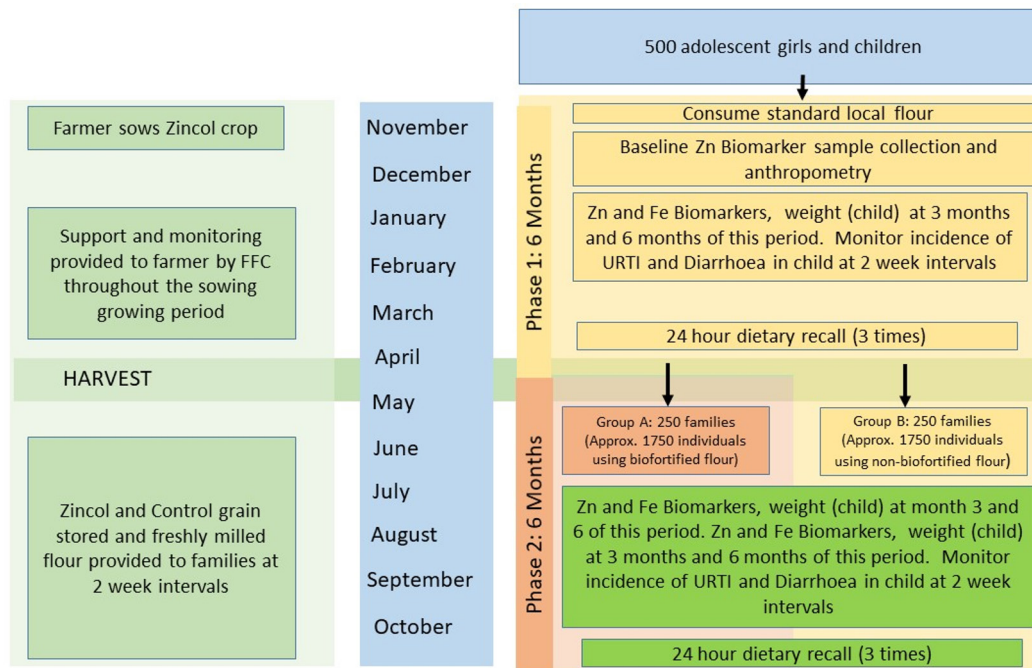 500 adolescent girls and children
Farmer sows Zincol crop
Support and monitoring
provided to farmer by FFC
throughout the sowing
growing period
HARVEST
Zincol and Control grain
stored and freshly milled
flour provided to families at
2 week intervals
November
December
January
February
March
April
May
June
July
August
September
October
Phase 1: 6 Months
Consume standard local flour
Baseline Zn Biomarker sample collection and
anthropometry
Zn and Fe Biomarkers, weight (child) at 3 months
and 6 months of this period. Monitor incidence of
URTI and Diarrhoea in child at 2 week intervals
24 hour dietary recall (3 times)
Phase 2: 6 Months
Group A: 250 families
(Approx. 1750 individuals
using biofortified flour)
Group B: 250 families
(Approx. 1750 individuals
using non-biofortified flour)
Zn and Fe Biomarkers, weight (child) at month 3 and
6 of this period. Zn and Fe Biomarkers, weight (child)
at 3 months and 6 months of this period. Monitor
incidence of URTI and Diarrhoea in child at 2 week
intervals
24 hour dietary recall (3 times)